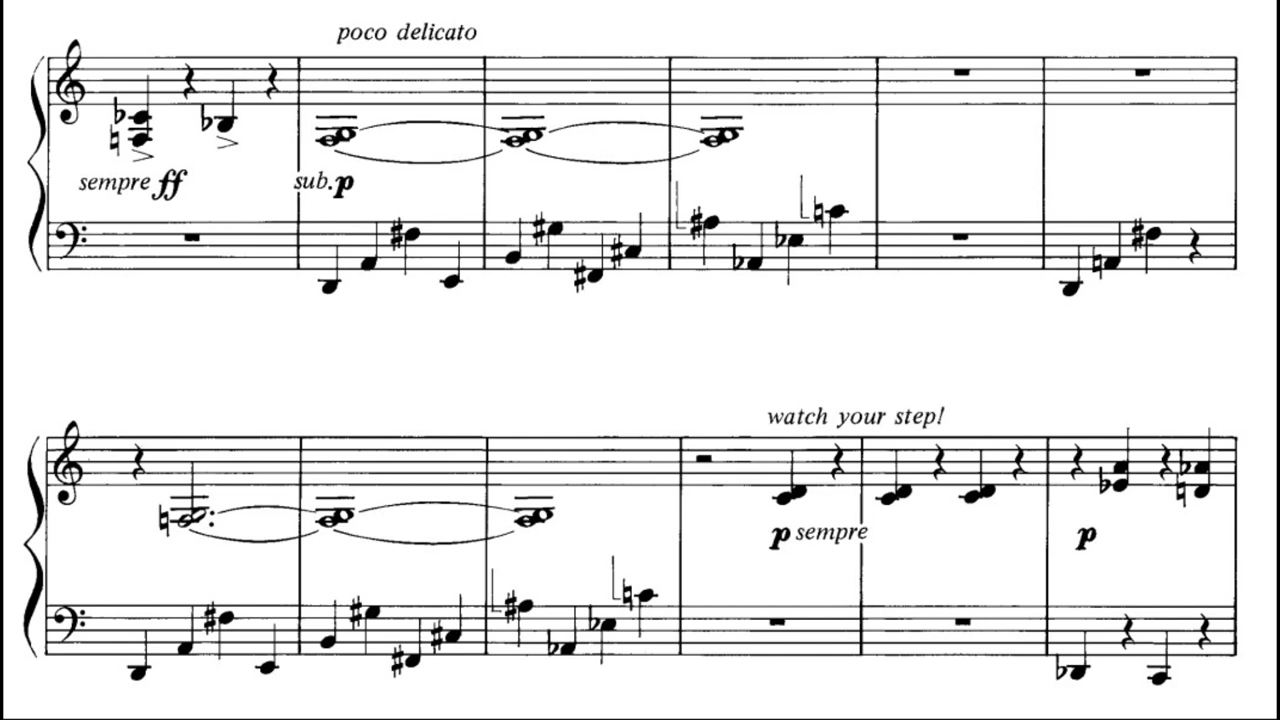 poco delicato
sempre ff
sub. p
watch your step!
p sempre
p